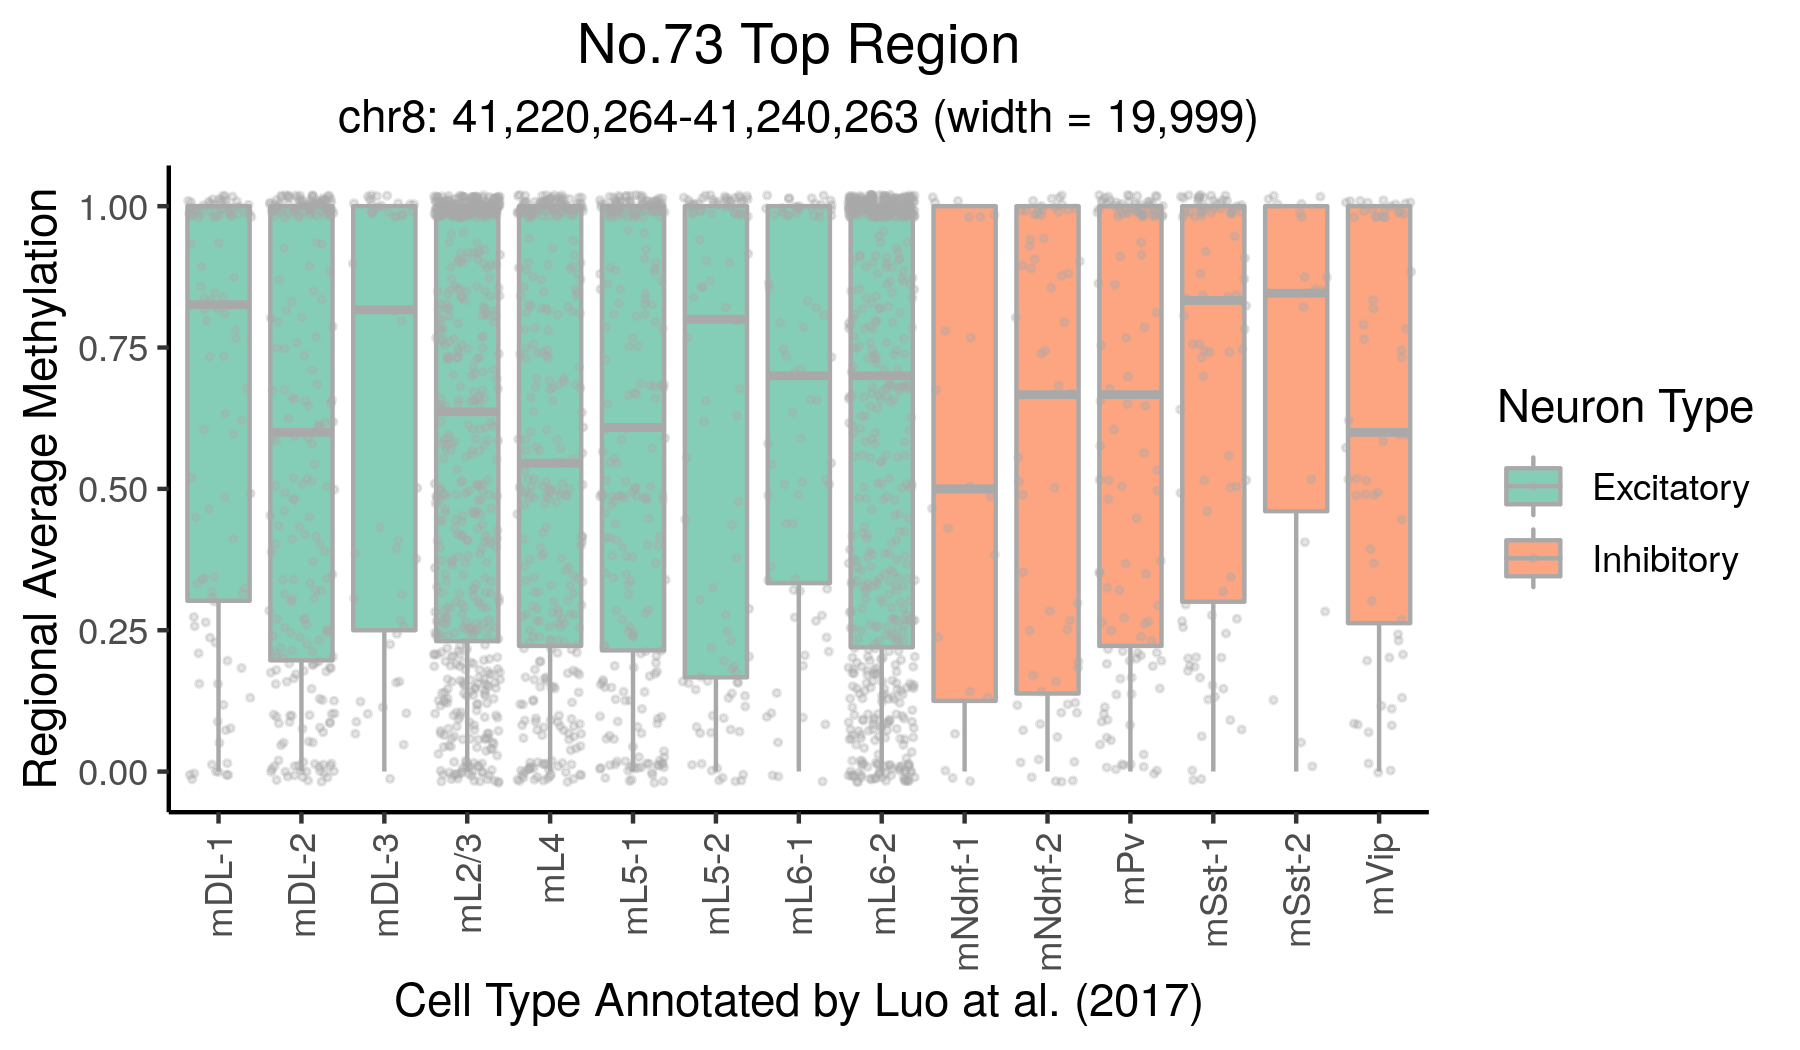 No.73 Top Region
chr8: 41,220,264-41,240,263 (width = 19,999)
Regional Average Methylation
1.00
0.75
0.50
0.25
0.00
mDL-1
mDL-2
mDL-3
mL2/3
mL4
mL5-1
mL5-2
mL6-1
mL6-2
mNdnf-1
mNdnf-2
mPv
mSst-1
mSst-2
mVip
Cell Type Annotated by Luo at al. (2017)
Neuron Type
Excitatory
Inhibitory